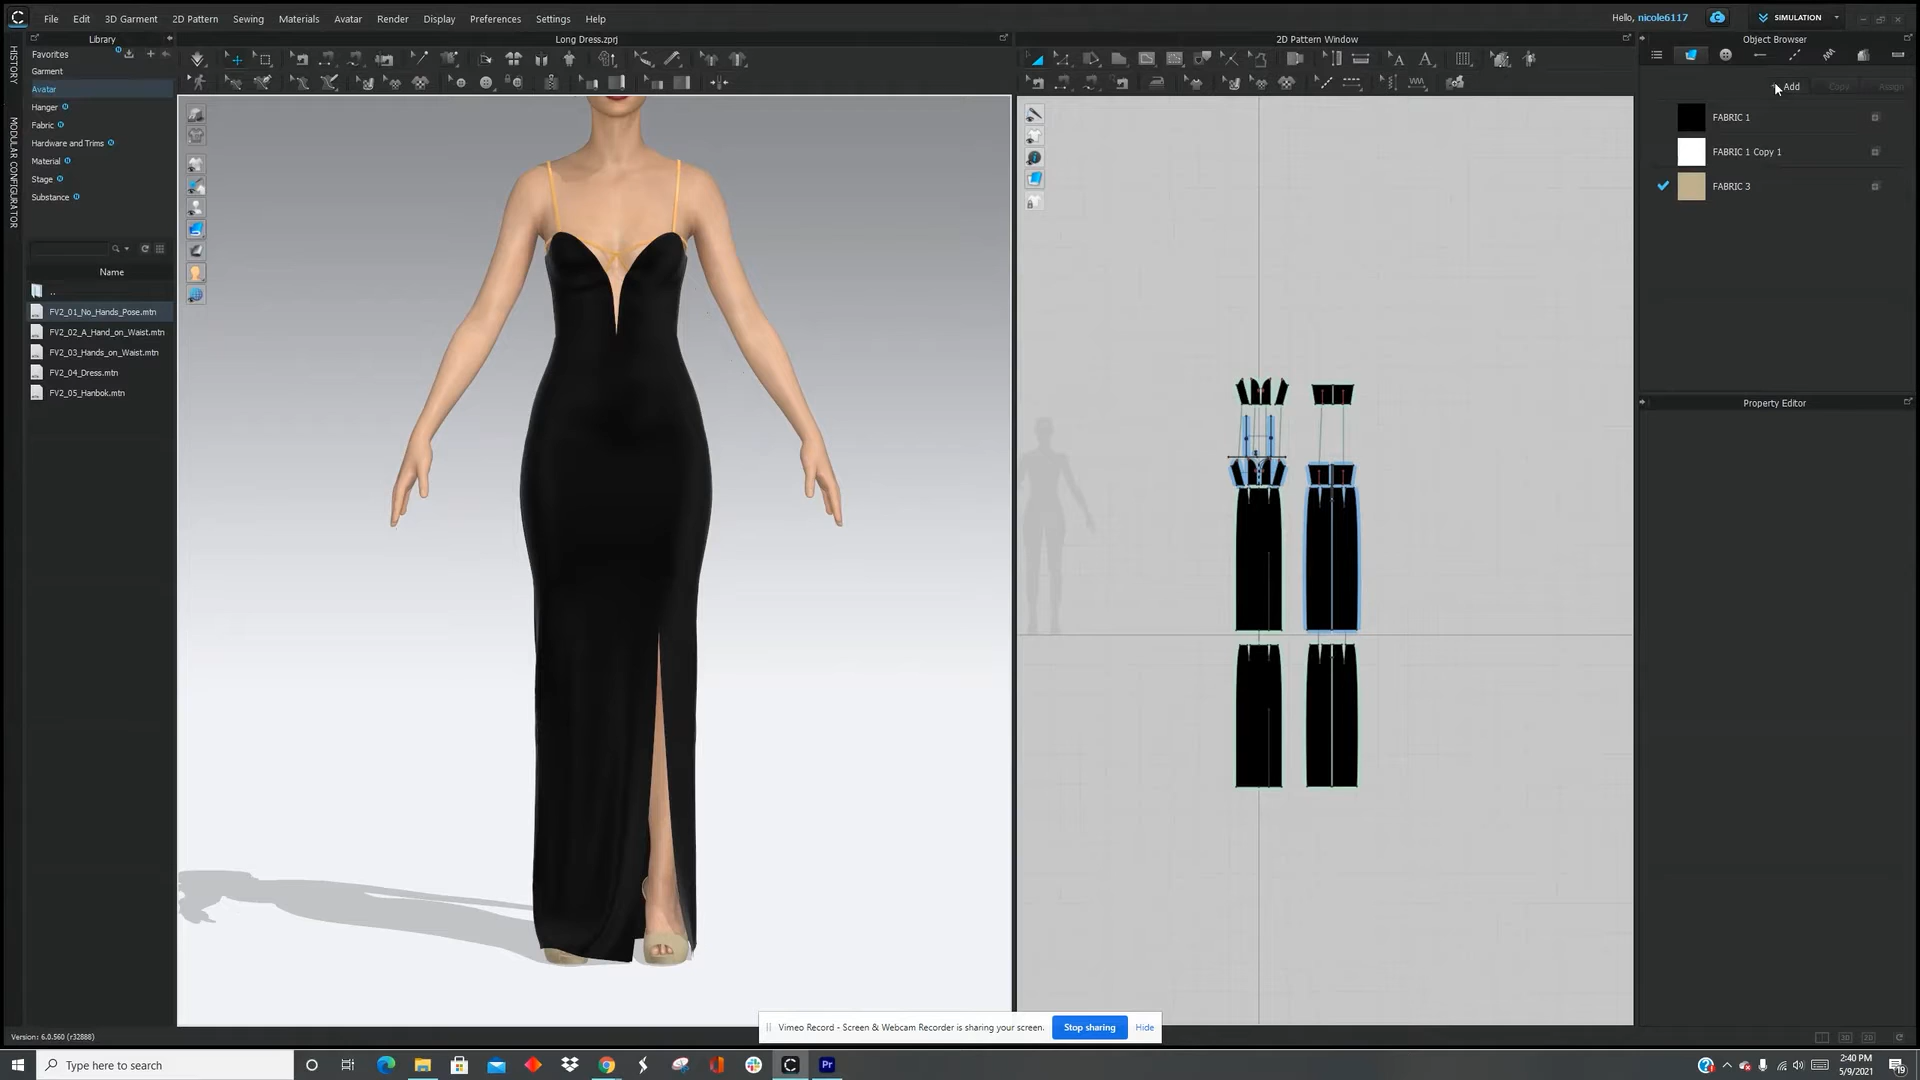 File Edit 3D Garment 2D Pattern Sewing Materials Avatar Render Display Preferences Settings Help
Hello, nicole6117
SIMULATION
Library
Long Dress.zprj
2D Pattern Window
Object Browser
HISTORY
MODULAR CONFIGURATOR
Favorites
Garment
Avatar
Hanger
Fabric
Hardware and Trims
Material
Stage
Substance
Name
..
FV2_01_No_Hands_Pose.mtn
FV2_02_A_Hand_on_Waist.mtn
FV2_03_Hands_on_Waist.mtn
FV2_04_Dress.mtn
FV2_05_Hanbok.mtn
Add Copy Assign
FABRIC 1
FABRIC 1 Copy 1
FABRIC 3
Property Editor
Vimeo Record - Screen & Webcam Recorder is sharing your screen. Stop sharing Hide
Version: 6.0.560 (r32888)
Type here to search
2:40 PM
5/9/2021